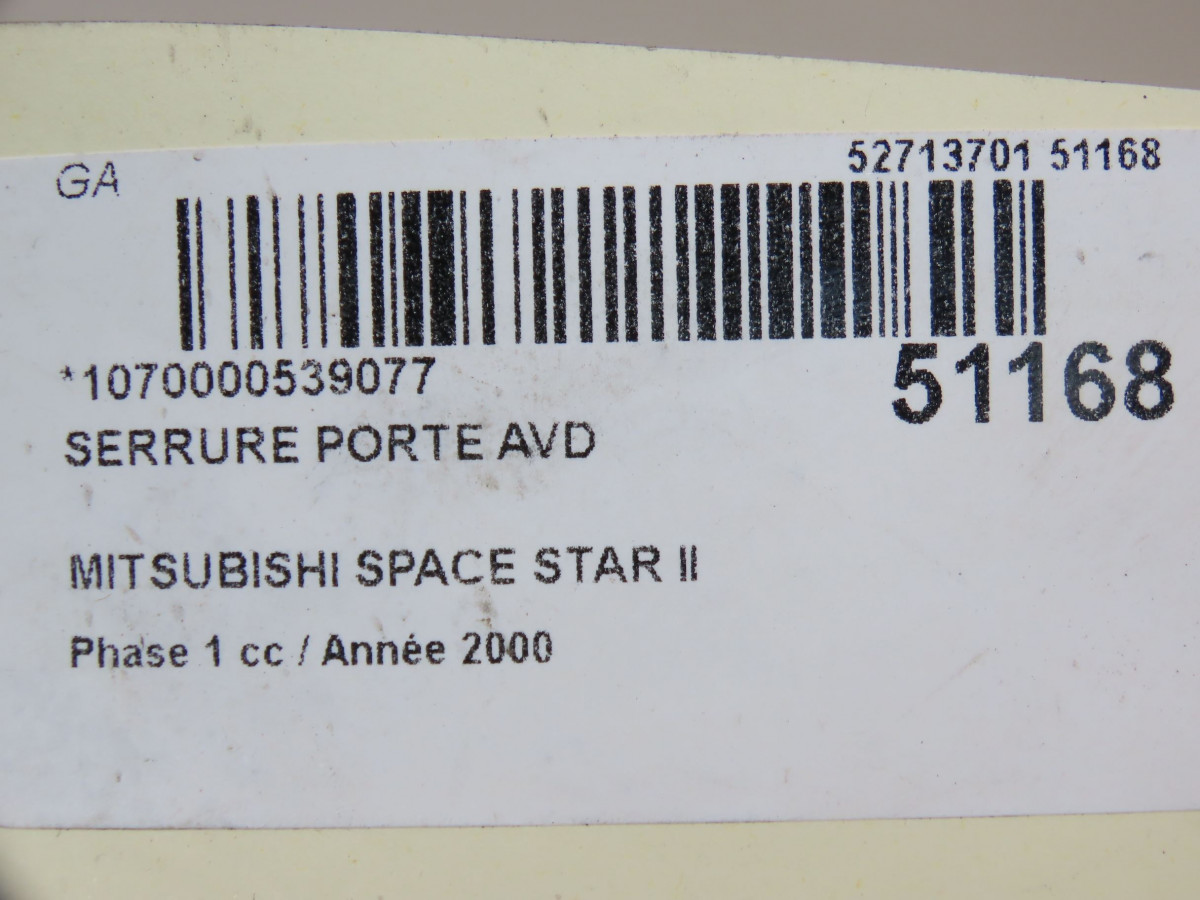 GA
52713701 51168
*1070000539077
51168
SERRURE PORTE AVD
MITSUBISHI SPACE STAR II
Phase 1 cc / Année 2000